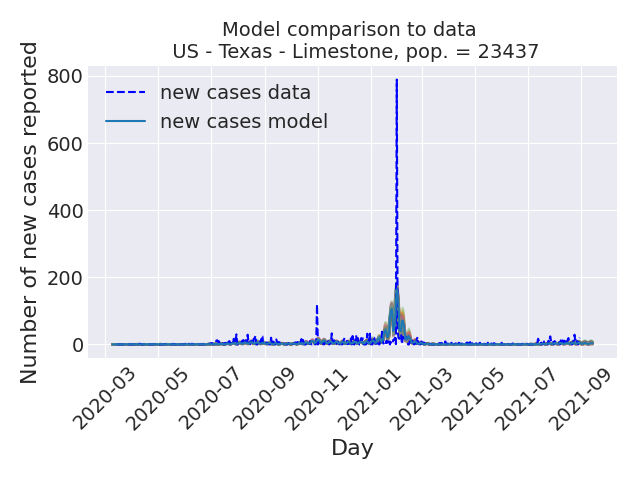 Model comparison to data
US - Texas - Limestone, pop. = 23437
Number of new cases reported
800
600
400
200
0
new cases data
new cases model
2020-03
2020-05
2020-07
2020-09
2020-11
2021-01
2021-03
2021-05
2021-07
2021-09
Day